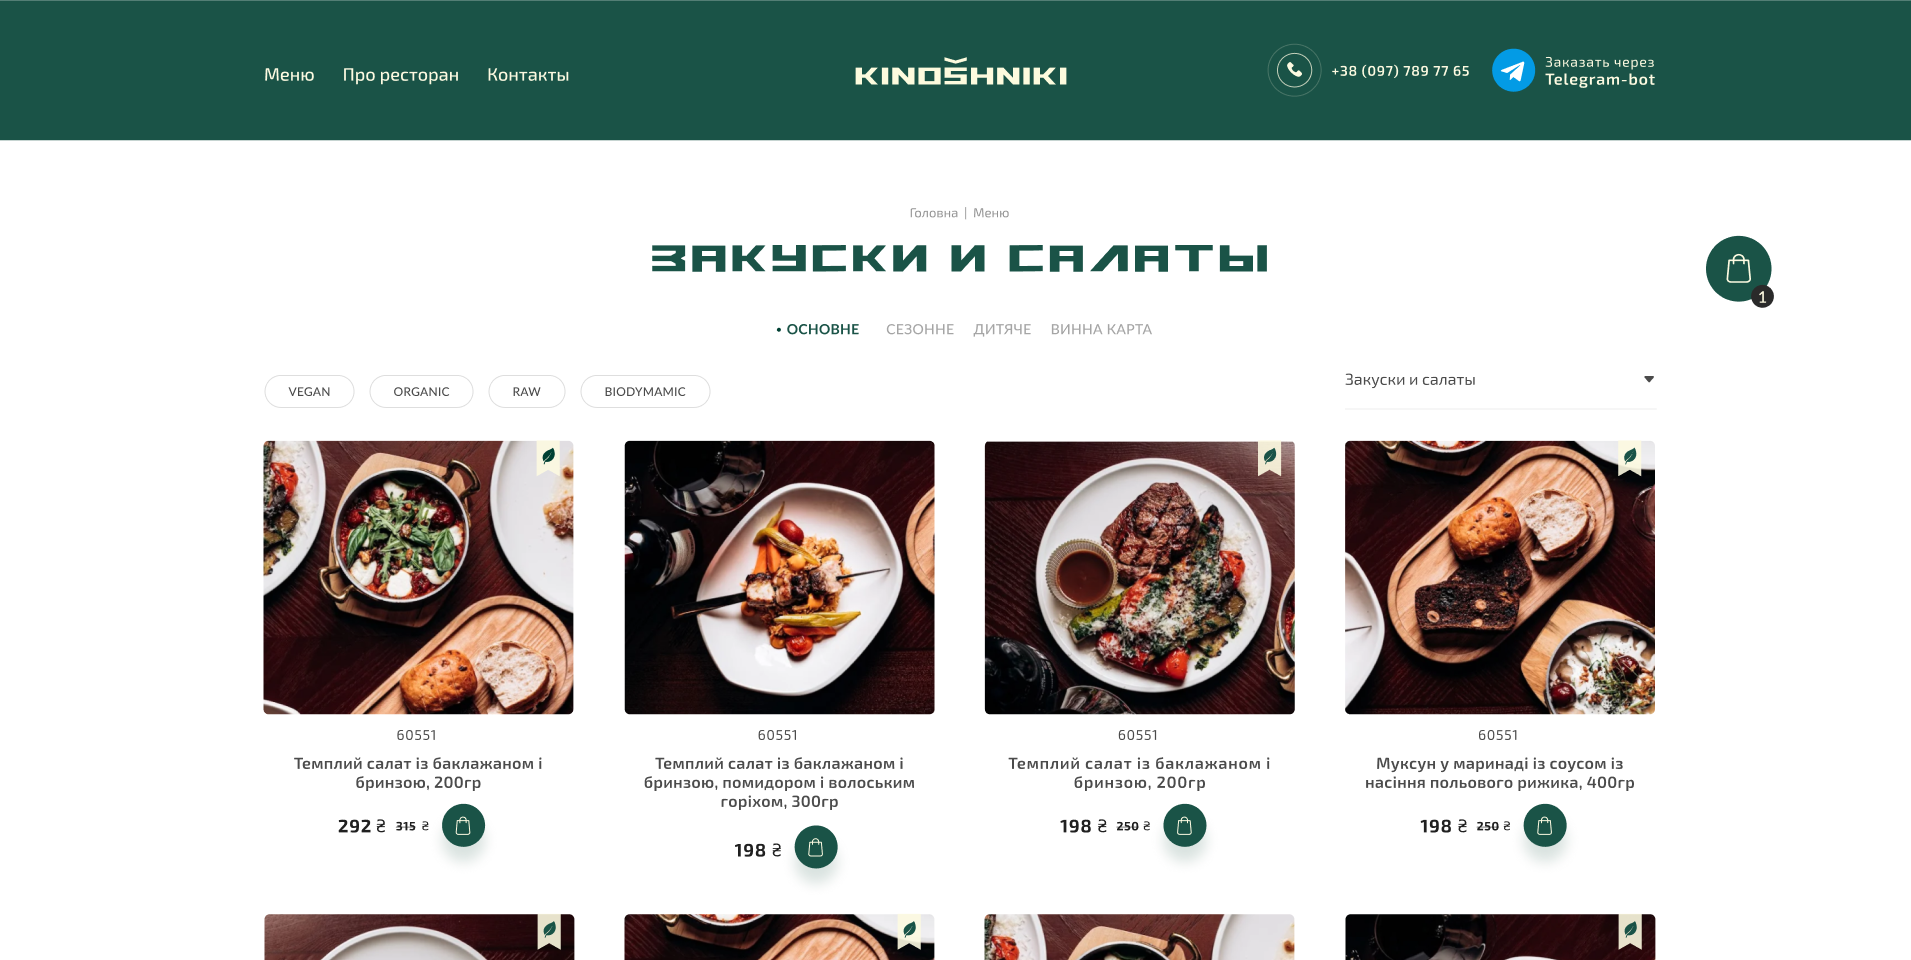 Меню Про ресторан Контакты
KINOSHNIKI
+38 (097) 789 77 65
Заказать через
Telegram-bot
Головна | Меню
ЗАКУСКИ И САЛАТЫ
1
• ОСНОВНЕ СЕЗОННЕ ДИТЯЧЕ ВИННА КАРТА
VEGAN ORGANIC RAW BIODYMAMIC
Закуски и салаты
60551
Темплий салат із баклажаном і
бринзою, 200гр
292 ₴ 315 ₴
60551
Темплий салат із баклажаном і
бринзою, помидором і волоським
горіхом, 300гр
198 ₴
60551
Темплий салат із баклажаном і
бринзою, 200гр
198 ₴ 250 ₴
60551
Муксун у маринаді із соусом із
насіння польового рижика, 400гр
198 ₴ 250 ₴